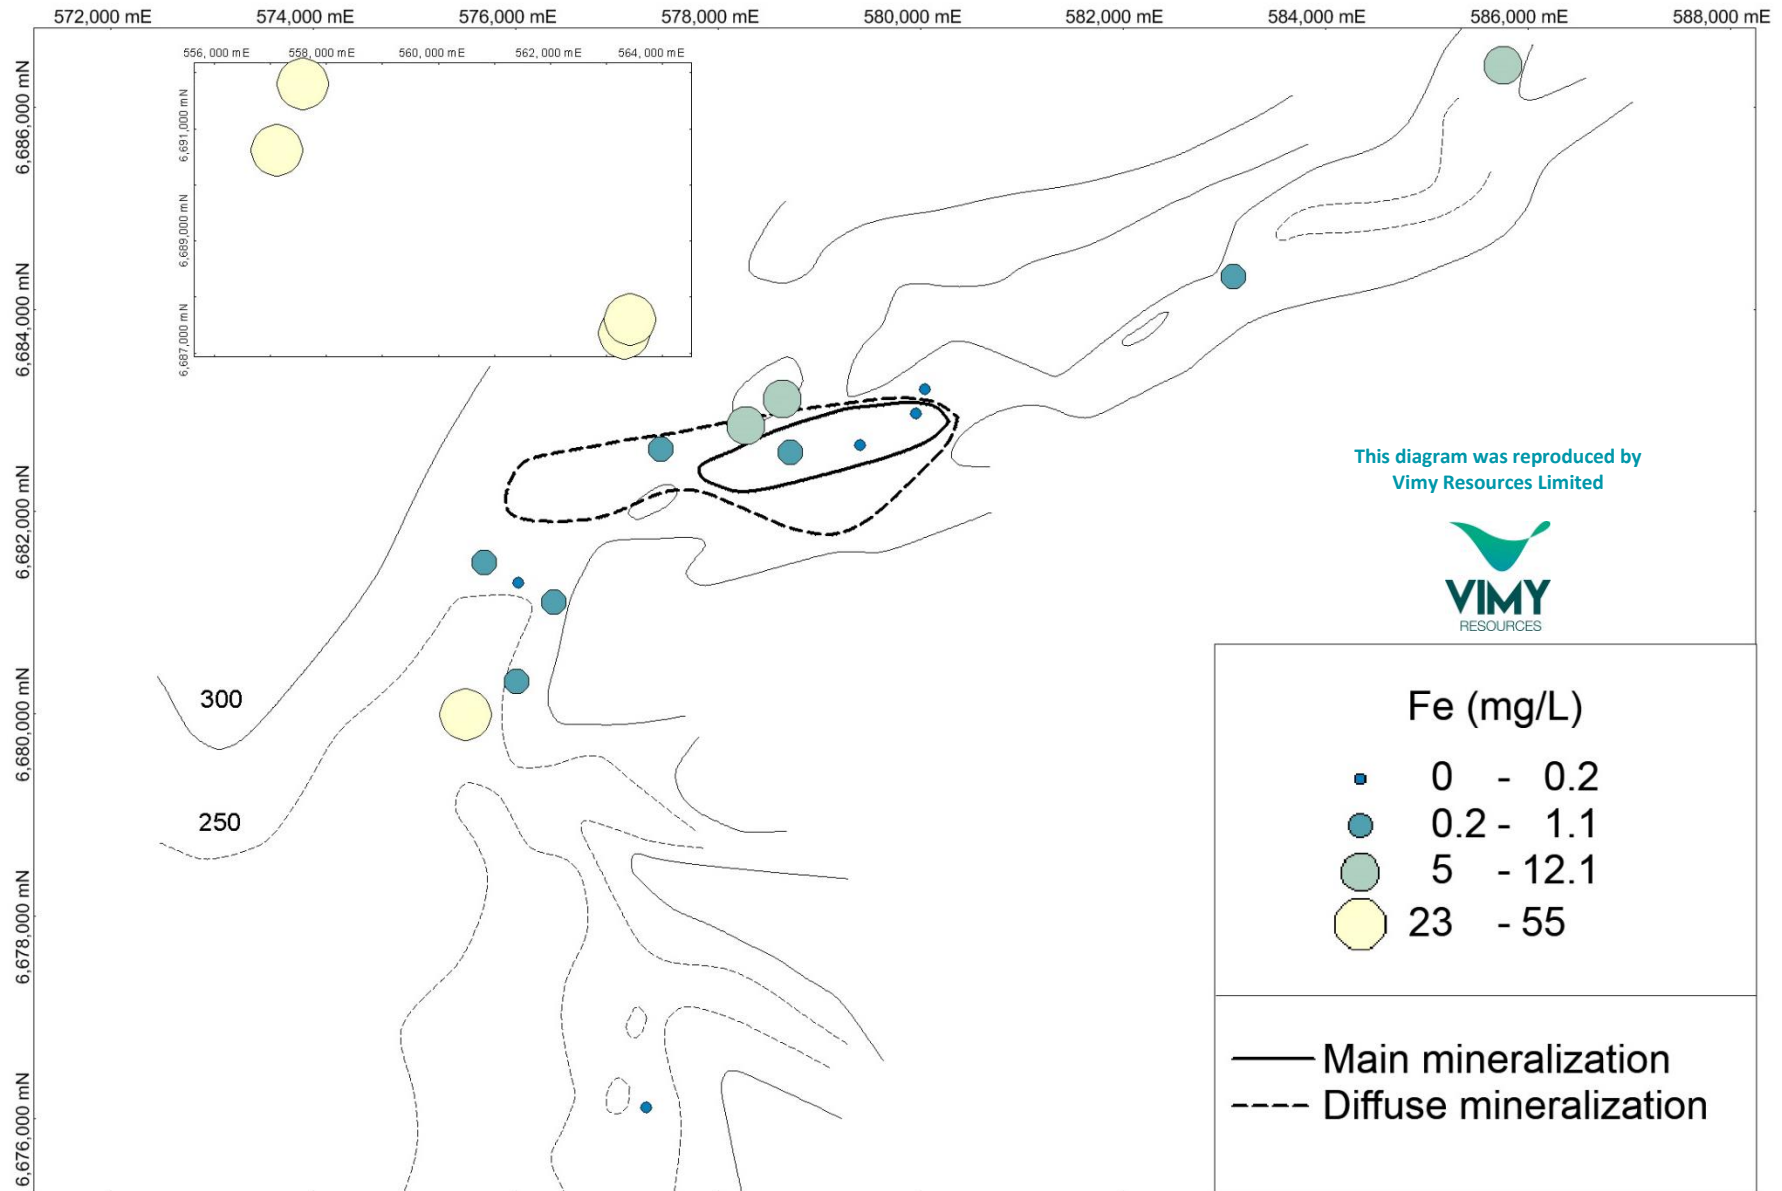 572,000 mE 574,000 mE 576,000 mE 578,000 mE 580,000 mE 582,000 mE 584,000 mE 586,000 mE 588,000 mE
556,000 mE 558,000 mE 560,000 mE 562,000 mE 564,000 mE
6,691,000 mN
6,689,000 mN
6,687,000 mN
6,686,000 mN
6,684,000 mN
6,682,000 mN
6,680,000 mN
6,678,000 mN
6,676,000 mN
This diagram was reproduced by
Vimy Resources Limited
VIMY
RESOURCES
300
250
Fe (mg/L)
0 - 0.2
0.2 - 1.1
5 - 12.1
23 - 55
Main mineralization
Diffuse mineralization